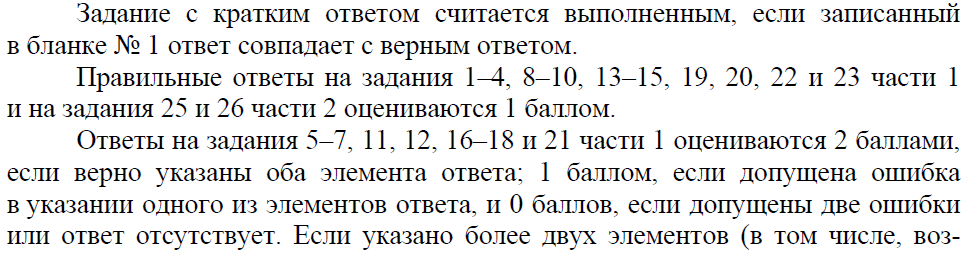 Задание с кратким ответом считается выполненным, если записанный
в бланке № 1 ответ совпадает с верным ответом.
Правильные ответы на задания 1–4, 8–10, 13–15, 19, 20, 22 и 23 части 1
и на задания 25 и 26 части 2 оцениваются 1 баллом.
Ответы на задания 5–7, 11, 12, 16–18 и 21 части 1 оцениваются 2 баллами,
если верно указаны оба элемента ответа; 1 баллом, если допущена ошибка
в указании одного из элементов ответа, и 0 баллов, если допущены две ошибки
или ответ отсутствует. Если указано более двух элементов (в том числе, воз-